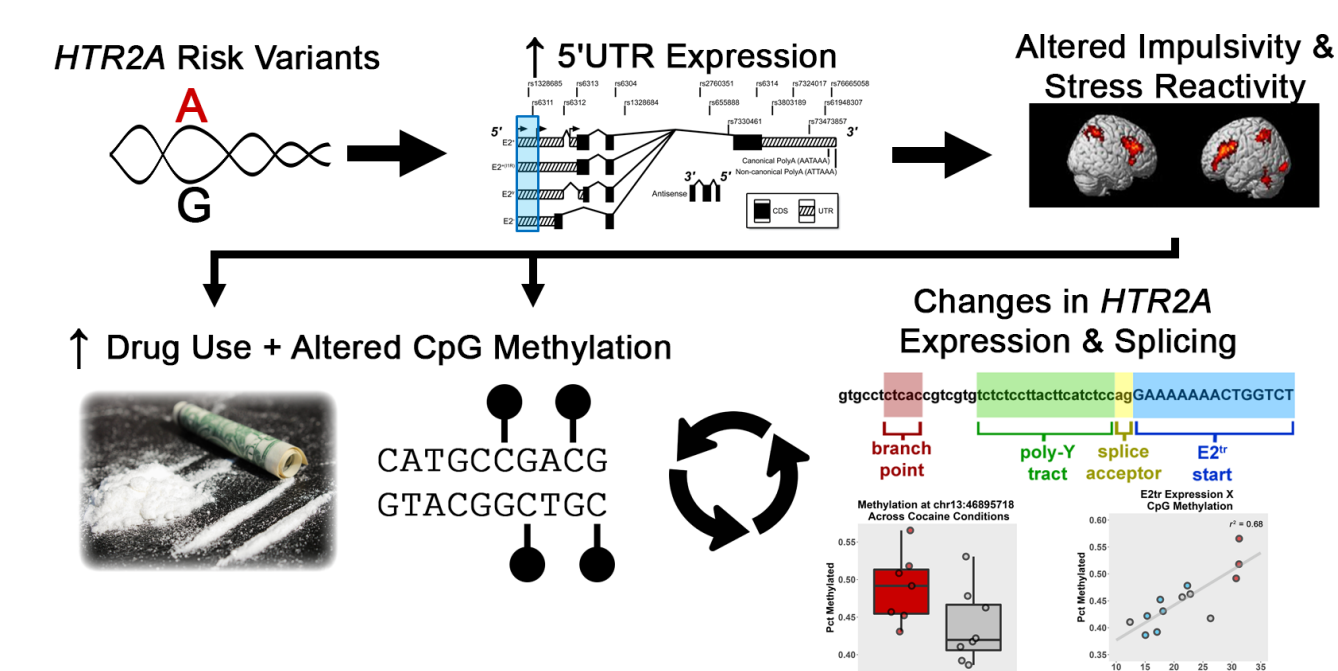 HTR2A Risk Variants
A
G
↑ 5'UTR Expression
rs1328685 rs6313 rs6304 rs2760351 rs6314 rs7324017 rs76665058
rs6311 rs6312 rs1328684 rs655888 rs3803189 rs61948307
rs7330461 rs73473857
5' 3'
E2+
Canonical PolyA (AATAAA)
Non-canonical PolyA (ATTAAA)
3' 5'
Antisense
E2-
CDS UTR
Altered Impulsivity &
Stress Reactivity
↑ Drug Use + Altered CpG Methylation
CATGCCGACG
GTACGGCTGC
Changes in HTR2A
Expression & Splicing
gtgcctctcaccgtcgtgtctctccttacttcatctccagGAAAAAAACTGGTCT
branch
point
poly-Y
tract
splice
acceptor
E2tr
start
Methylation at chr13:46895718
Across Cocaine Conditions
Pct Methylated
0.55
0.50
0.45
0.40
E2tr Expression X
CpG Methylation
r² = 0.68
Pct Methylated
0.60
0.55
0.50
0.45
0.40
0.35
10 15 20 25 30 35